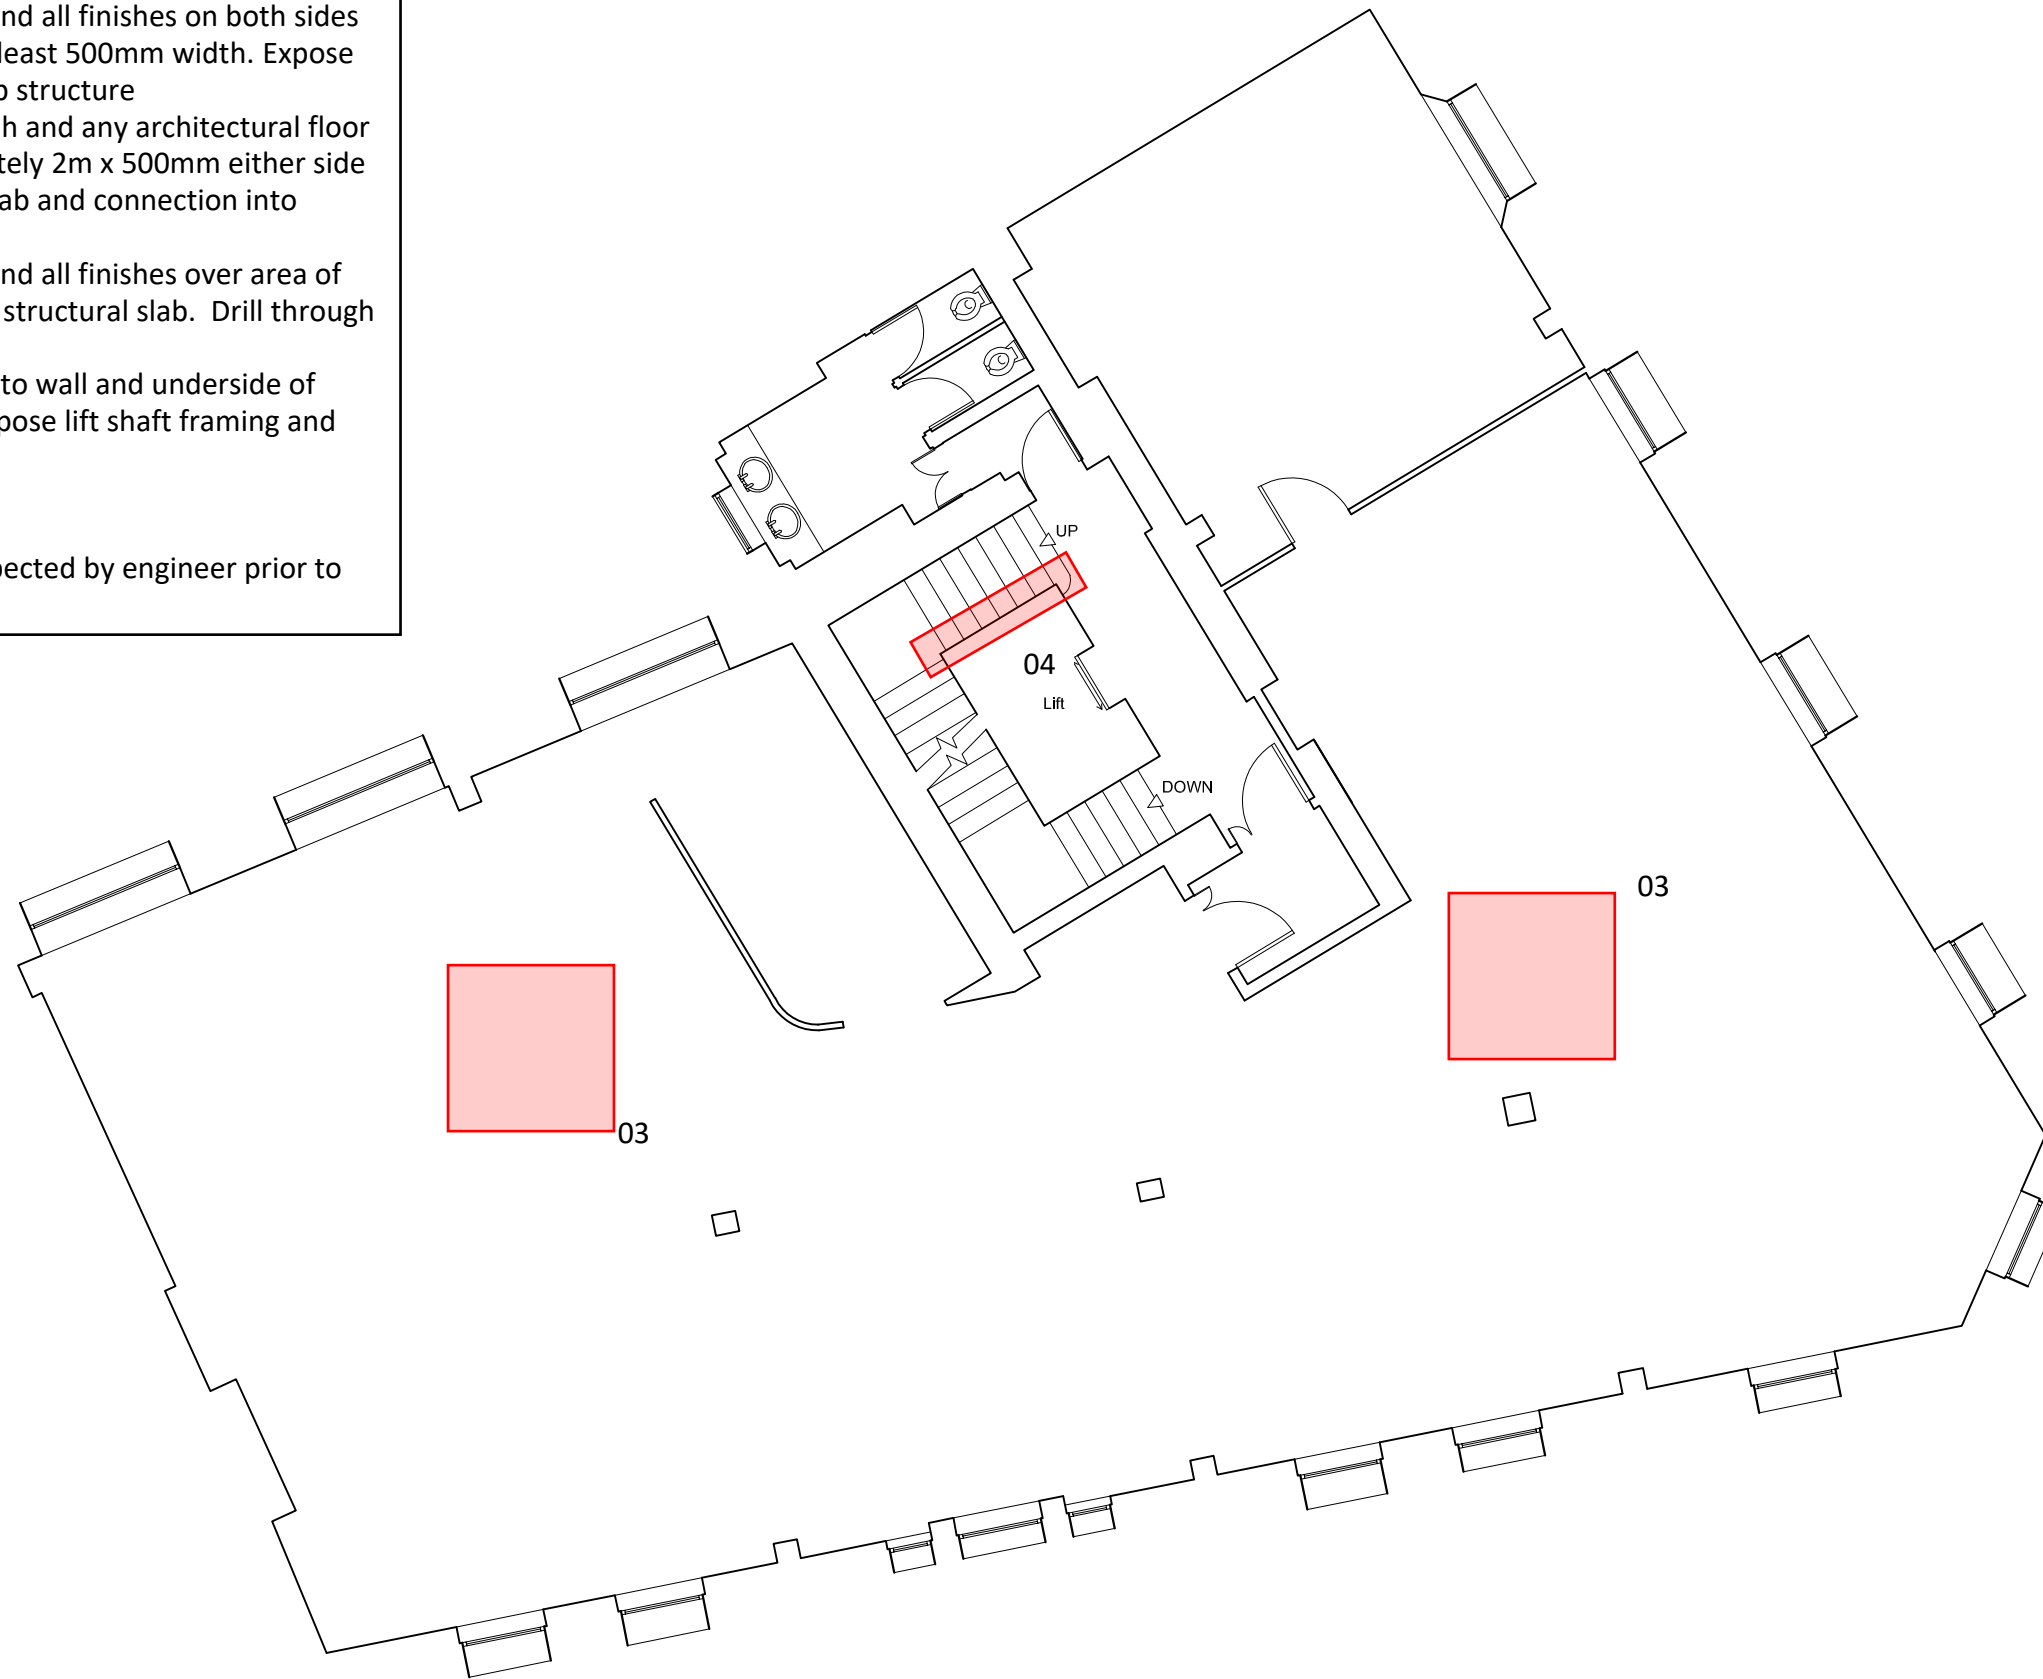 nd all finishes on both sides
least 500mm width. Expose
structure
h and any architectural floor
tely 2m x 500mm either side
ab and connection into
nd all finishes over area of
structural slab. Drill through
to wall and underside of
pose lift shaft framing and
pected by engineer prior to
UP
04
Lift
DOWN
03
03